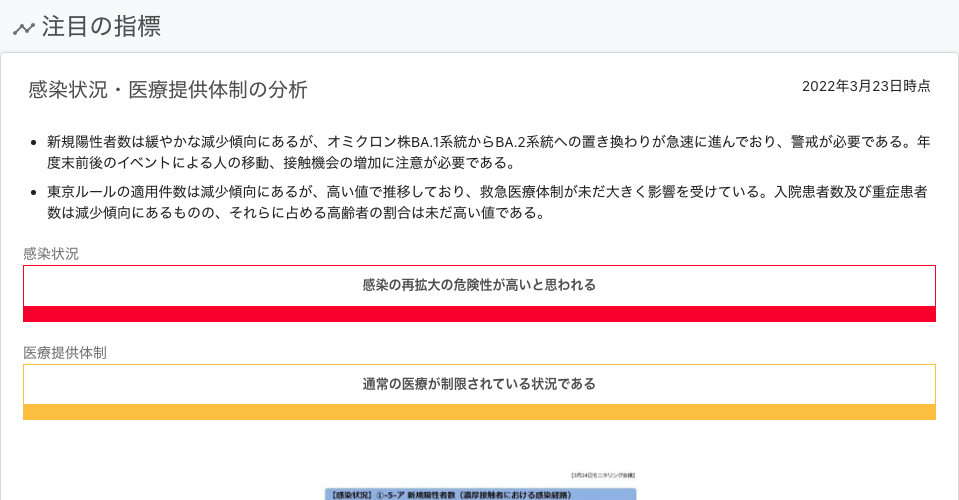 注目の指標
感染状況・医療提供体制の分析
2022年3月23日時点
新規陽性者数は緩やかな減少傾向にあるが、オミクロン株BA.1系統からBA.2系統への置き換わりが急速に進んでおり、警戒が必要である。年
度末前後のイベントによる人の移動、接触機会の増加に注意が必要である。
東京ルールの適用件数は減少傾向にあるが、高い値で推移しており、救急医療体制が未だ大きく影響を受けている。入院患者数及び重症患者
数は減少傾向にあるものの、それらに占める高齢者の割合は未だ高い値である。
感染状況
感染の再拡大の危険性が高いと思われる
医療提供体制
通常の医療が制限されている状況である
【3月24日モニタリング会議】
【感染状況】①-5-ア 新規陽性者数（濃厚接触者における感染経路）